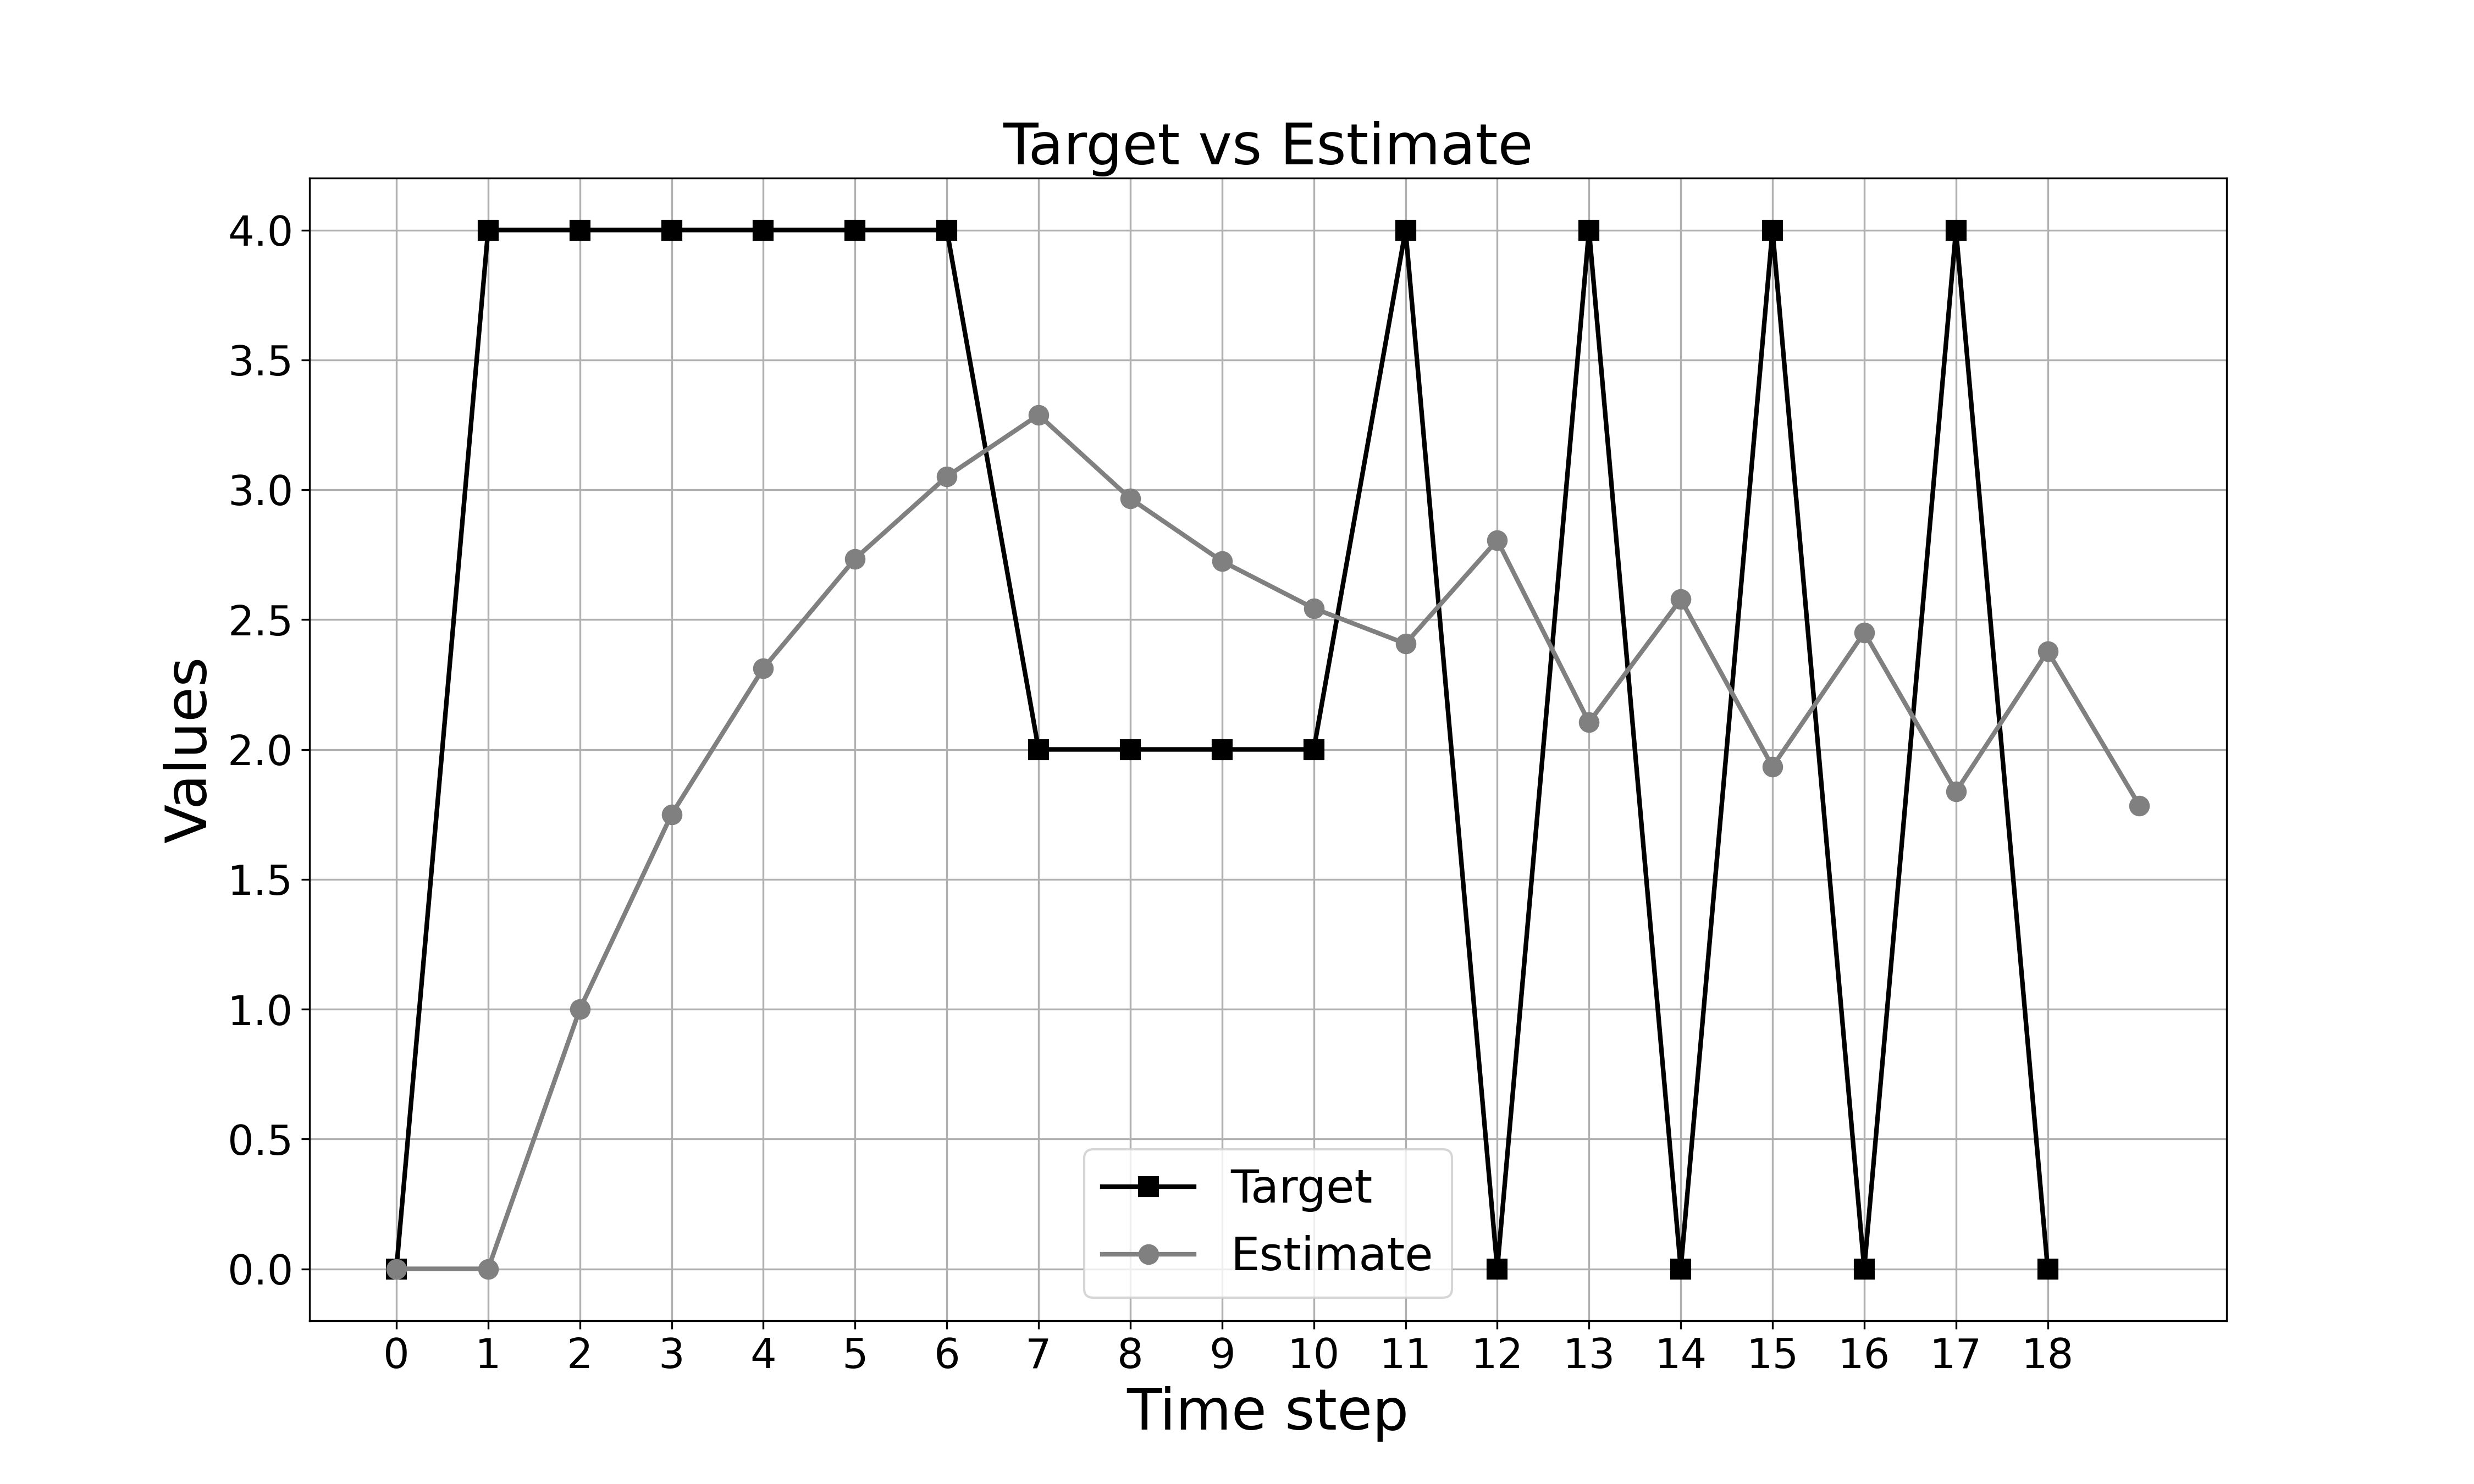 Target vs Estimate
Values
4.0
3.5
3.0
2.5
2.0
1.5
1.0
0.5
0.0
Target
Estimate
0 1 2 3 4 5 6 7 8 9 10 11 12 13 14 15 16 17 18
Time step